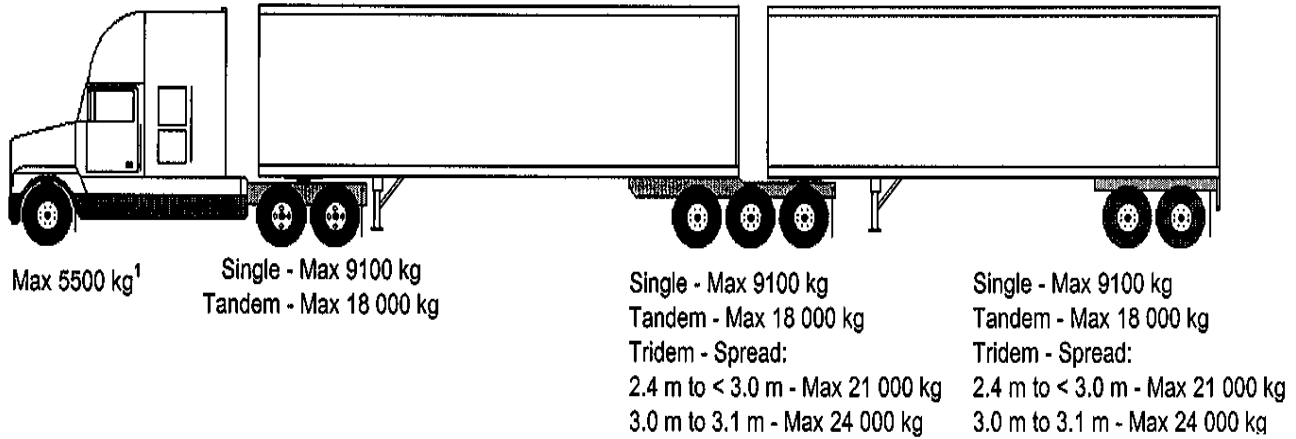 Max 5500 kg¹
Single - Max 9100 kg
Tandem - Max 18 000 kg
Single - Max 9100 kg
Tandem - Max 18 000 kg
Tridem - Spread:
2.4 m to < 3.0 m - Max 21 000 kg
3.0 m to 3.1 m - Max 24 000 kg
Single - Max 9100 kg
Tandem - Max 18 000 kg
Tridem - Spread:
2.4 m to < 3.0 m - Max 21 000 kg
3.0 m to 3.1 m - Max 24 000 kg